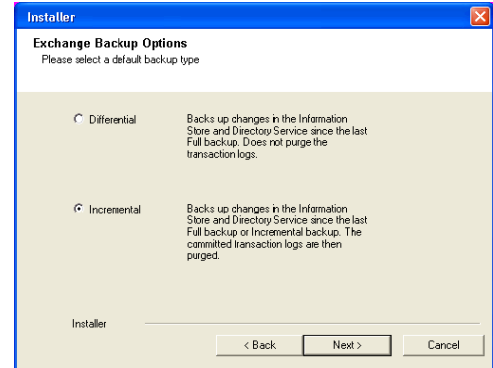 Installer
Exchange Backup Options
Please select a default backup type
Differential
Backs up changes in the Information
Store and Directory Service since the last
Full backup. Does not purge the
transaction logs.
Incremental
Backs up changes in the Information
Store and Directory Service since the last
Full backup or Incremental backup. The
committed transaction logs are then
purged.
Installer
< Back
Next >
Cancel